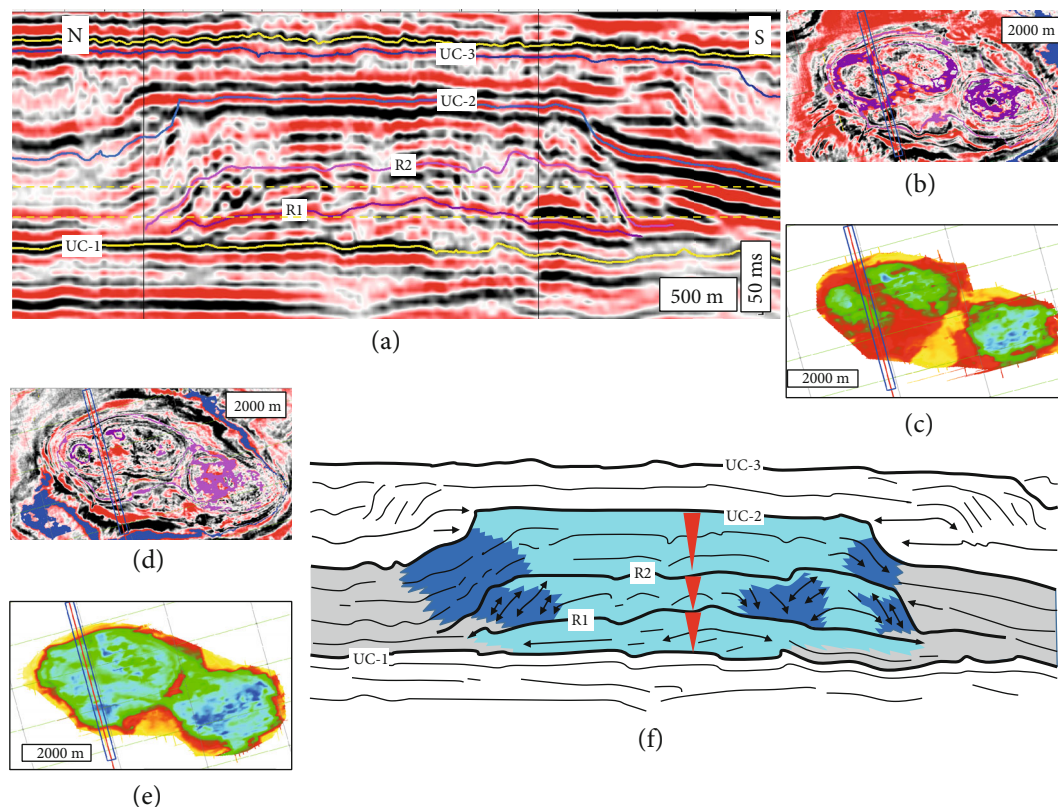 N
S
UC-3
UC-2
R2
R1
UC-1
500 m
50 ms
(a)
2000 m
(b)
2000 m
(c)
2000 m
(d)
2000 m
(e)
UC-3
UC-2
R2
R1
UC-1
(f)